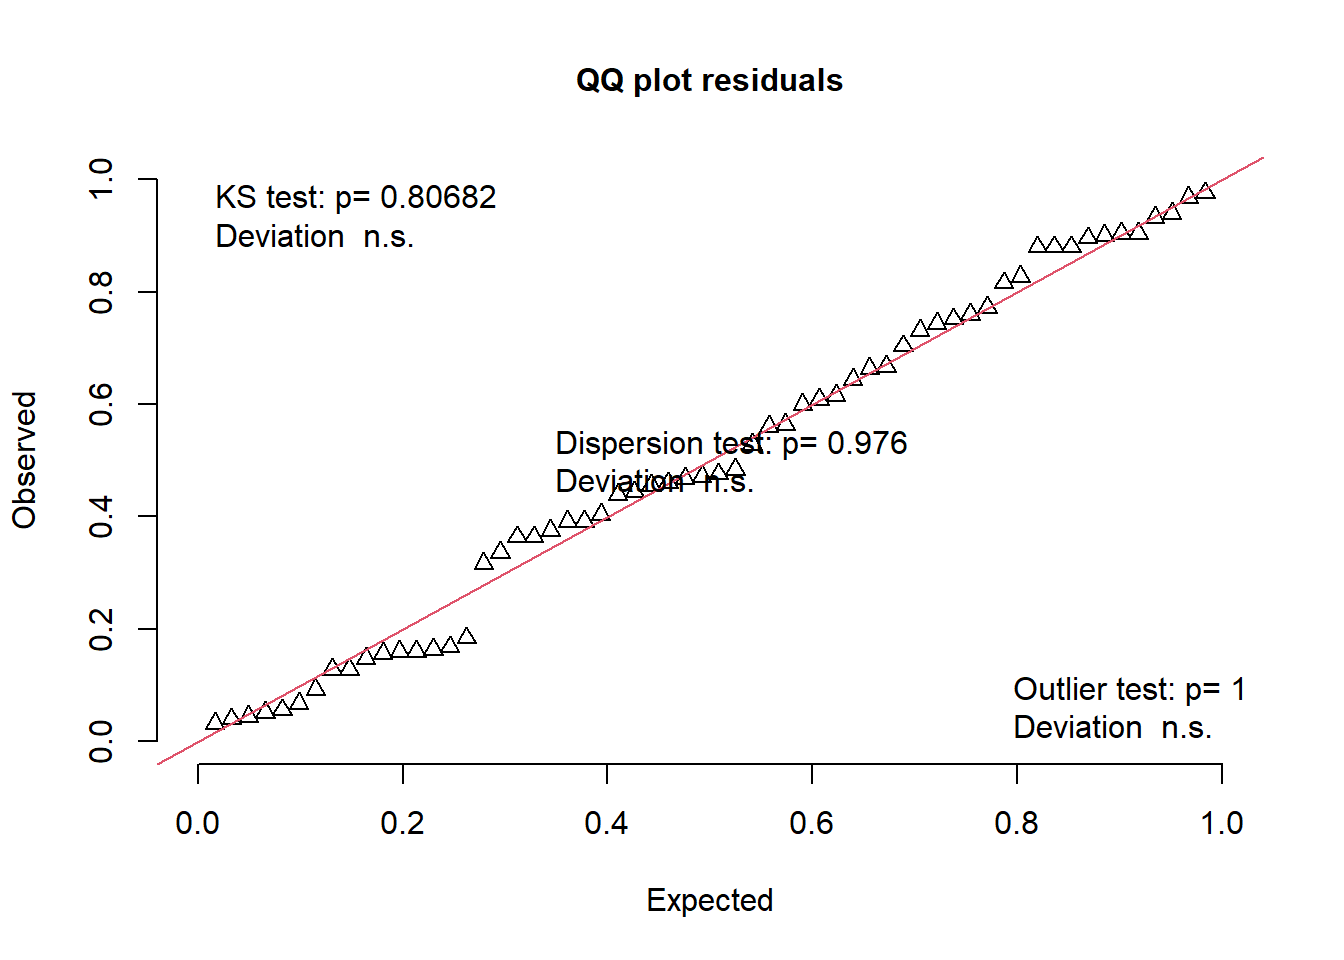 QQ plot residuals
KS test: p= 0.80682
Deviation  n.s.
Dispersion test: p= 0.976
Deviation  n.s.
Outlier test: p= 1
Deviation  n.s.
Observed
0.0
0.2
0.4
0.6
0.8
1.0
0.0
0.2
0.4
0.6
0.8
1.0
Expected